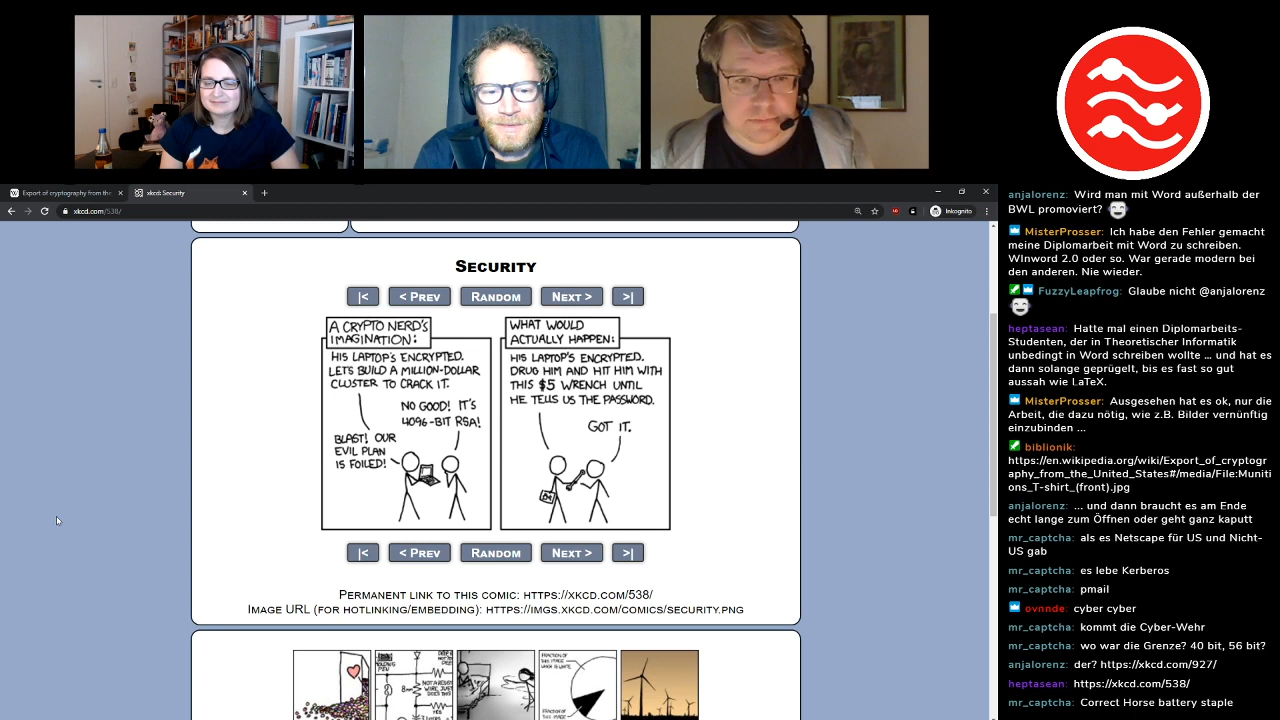 Export of cryptography from the
xkcd: Security
xkcd.com/538/
Inkognito
SECURITY
|<
< PREV
RANDOM
NEXT >
>|
A CRYPTO NERD'S
IMAGINATION:
HIS LAPTOP'S ENCRYPTED.
LET'S BUILD A MILLION-DOLLAR
CLUSTER TO CRACK IT.
NO GOOD! IT'S
4096-BIT RSA!
BLAST! OUR
EVIL PLAN
IS FOILED!
WHAT WOULD
ACTUALLY HAPPEN:
HIS LAPTOP'S ENCRYPTED.
DRUG HIM AND HIT HIM WITH
THIS $5 WRENCH UNTIL
HE TELLS US THE PASSWORD.
GOT IT.
|<
< PREV
RANDOM
NEXT >
>|
PERMANENT LINK TO THIS COMIC: HTTPS://XKCD.COM/538/
IMAGE URL (FOR HOTLINKING/EMBEDDING): HTTPS://IMGS.XKCD.COM/COMICS/SECURITY.PNG
anjalorenz: Wird man mit Word außerhalb der
BWL promoviert?
MisterProsser: Ich habe den Fehler gemacht
meine Diplomarbeit mit Word zu schreiben.
WInword 2.0 oder so. War gerade modern bei
den anderen. Nie wieder.
FuzzyLeapfrog: Glaube nicht @anjalorenz
heptasean: Hatte mal einen Diplomarbeits-
Studenten, der in Theoretischer Informatik
unbedingt in Word schreiben wollte ... und hat es
dann solange geprügelt, bis es fast so gut
aussah wie LaTeX.
MisterProsser: Ausgesehen hat es ok, nur die
Arbeit, die dazu nötig, wie z.B. Bilder vernünftig
einzubinden ...
biblionik:
https://en.wikipedia.org/wiki/Export_of_cryptogr
aphy_from_the_United_States#/media/File:Muniti
ons_T-shirt_(front).jpg
anjalorenz: ... und dann braucht es am Ende
echt lange zum Öffnen oder geht ganz kaputt
mr_captcha: als es Netscape für US und Nicht-
US gab
mr_captcha: es lebe Kerberos
mr_captcha: pmail
ovnnde: cyber cyber
mr_captcha: kommt die Cyber-Wehr
mr_captcha: wo war die Grenze? 40 bit, 56 bit?
anjalorenz: der? https://xkcd.com/927/
heptasean: https://xkcd.com/538/
mr_captcha: Correct Horse battery staple